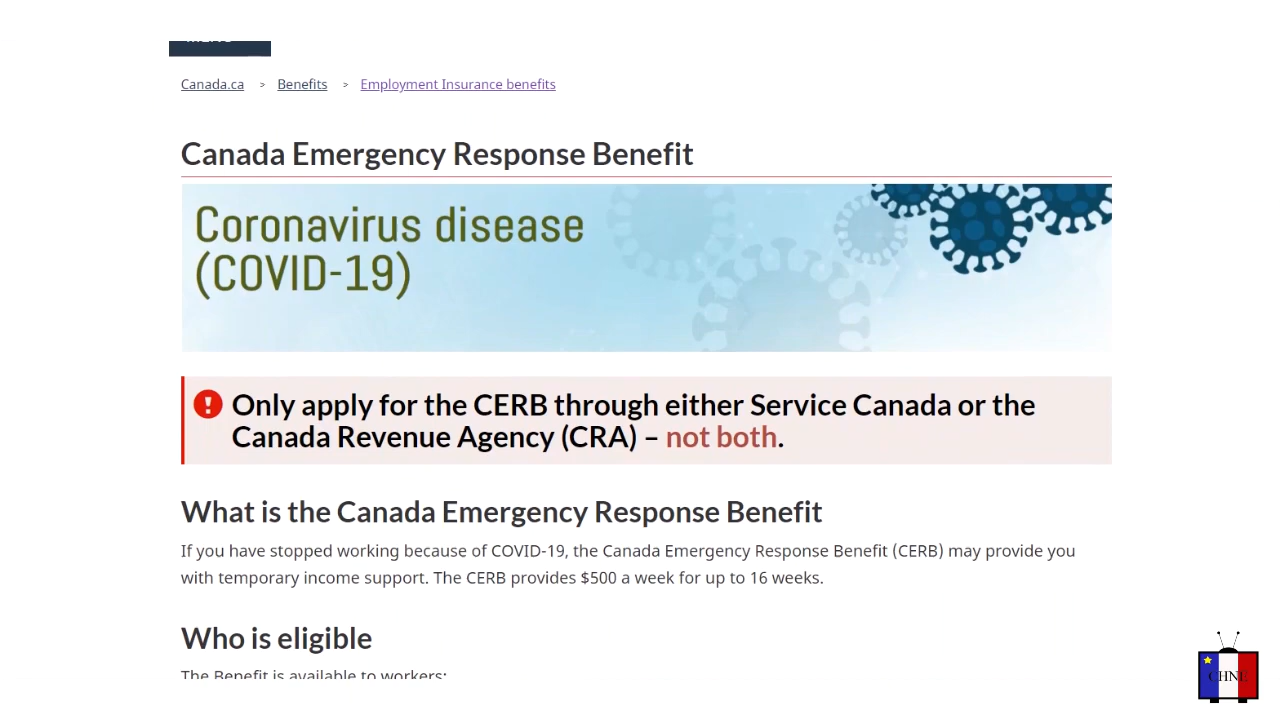 Canada.ca > Benefits > Employment Insurance benefits
Canada Emergency Response Benefit
Coronavirus disease
(COVID-19)
Only apply for the CERB through either Service Canada or the
Canada Revenue Agency (CRA) – not both.
What is the Canada Emergency Response Benefit
If you have stopped working because of COVID-19, the Canada Emergency Response Benefit (CERB) may provide you
with temporary income support. The CERB provides $500 a week for up to 16 weeks.
Who is eligible
The Benefit is available to workers:
CHNE